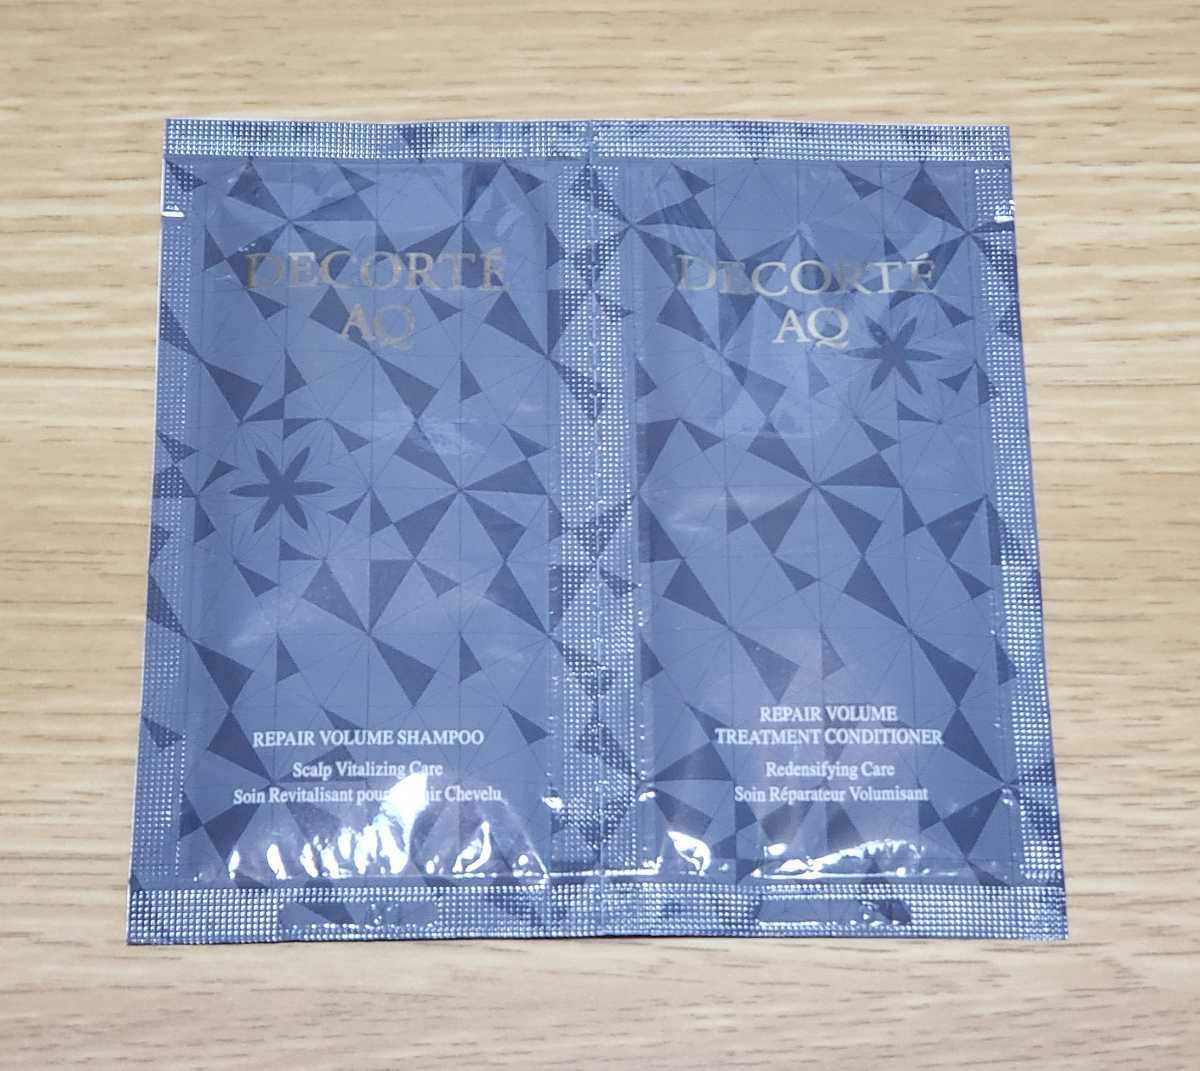 DECORTÉ
AQ
REPAIR VOLUME SHAMPOO
Scalp Vitalizing Care
Soin Revitalisant Chevelu
DECORTÉ
AQ
REPAIR VOLUME
TREATMENT CONDITIONER
Redensifying Care
Soin Réparateur Volumisant